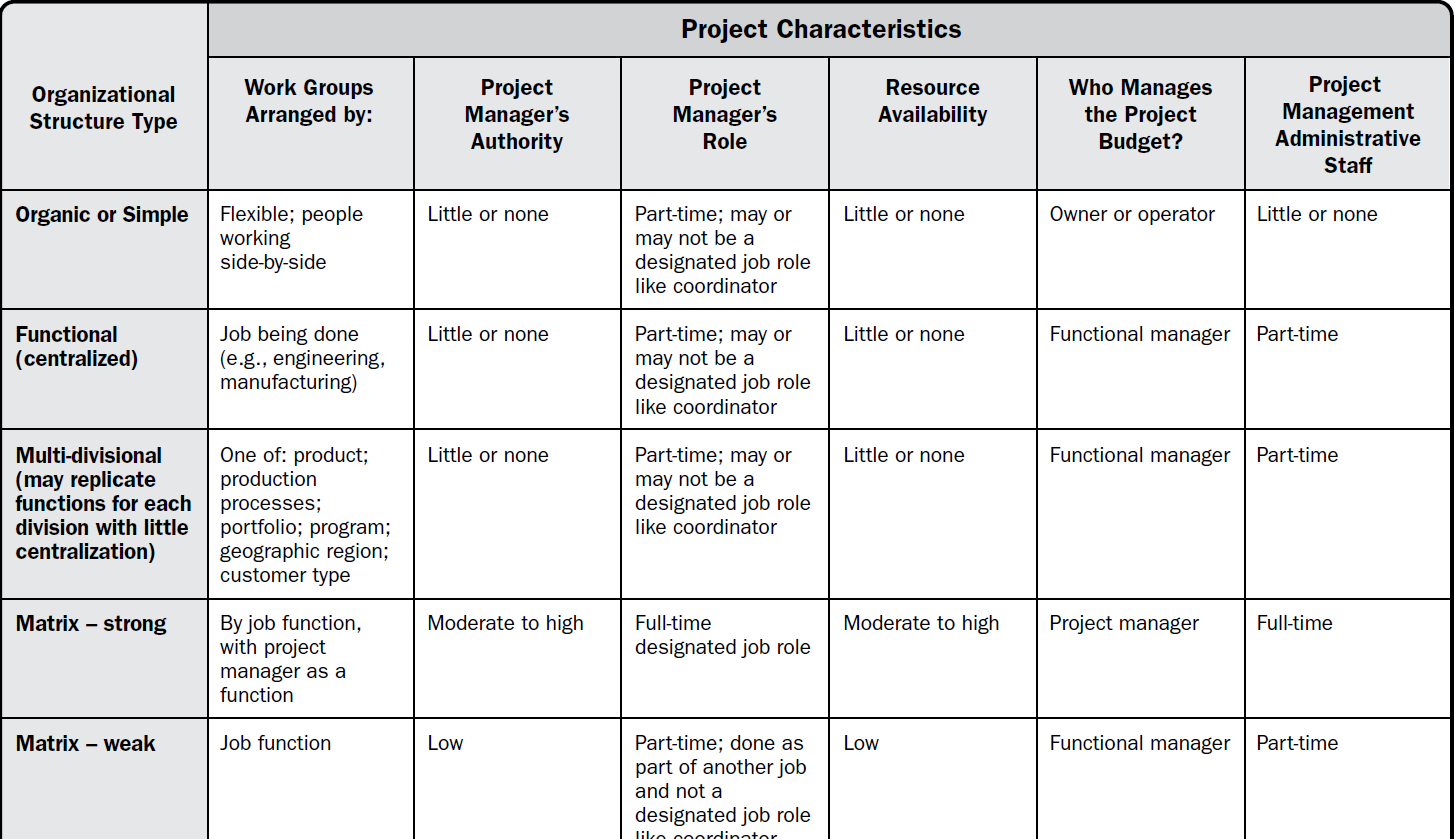 Project Characteristics
Organizational
Structure Type
Work Groups
Arranged by:
Project
Manager’s
Authority
Project
Manager’s
Role
Resource
Availability
Who Manages
the Project
Budget?
Project
Management
Administrative
Staff
Organic or Simple
Flexible; people
working
side-by-side
Little or none
Part-time; may or
may not be a
designated job role
like coordinator
Little or none
Owner or operator
Little or none
Functional
(centralized)
Job being done
(e.g., engineering,
manufacturing)
Little or none
Part-time; may or
may not be a
designated job role
like coordinator
Little or none
Functional manager
Part-time
Multi-divisional
(may replicate
functions for each
division with little
centralization)
One of: product;
production
processes;
portfolio; program;
geographic region;
customer type
Little or none
Part-time; may or
may not be a
designated job role
like coordinator
Little or none
Functional manager
Part-time
Matrix – strong
By job function,
with project
manager as a
function
Moderate to high
Full-time
designated job role
Moderate to high
Project manager
Full-time
Matrix – weak
Job function
Low
Part-time; done as
part of another job
and not a
designated job role
like coordinator
Low
Functional manager
Part-time